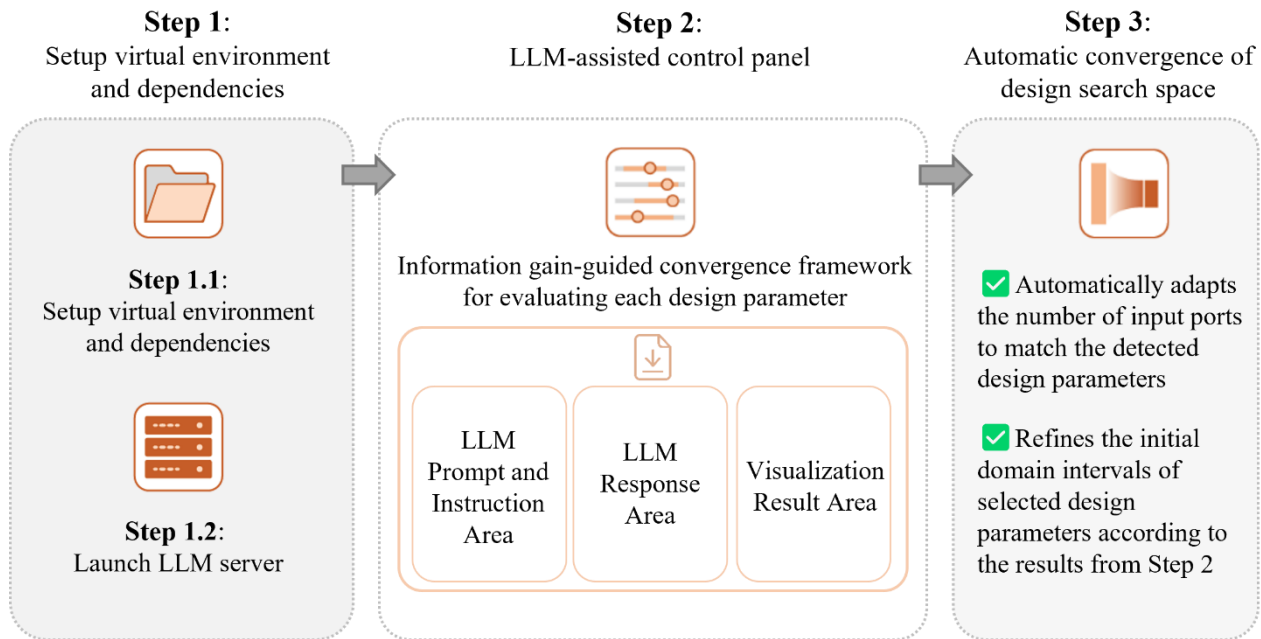 Step 1:
Setup virtual environment
and dependencies
Step 1.1:
Setup virtual environment
and dependencies
Step 1.2:
Launch LLM server
Step 2:
LLM-assisted control panel
Information gain-guided convergence framework
for evaluating each design parameter
LLM
Prompt and
Instruction
Area
LLM
Response
Area
Visualization
Result Area
Step 3:
Automatic convergence of
design search space
✅ Automatically adapts
the number of input ports
to match the detected
design parameters
✅ Refines the initial
domain intervals of
selected design
parameters according to
the results from Step 2